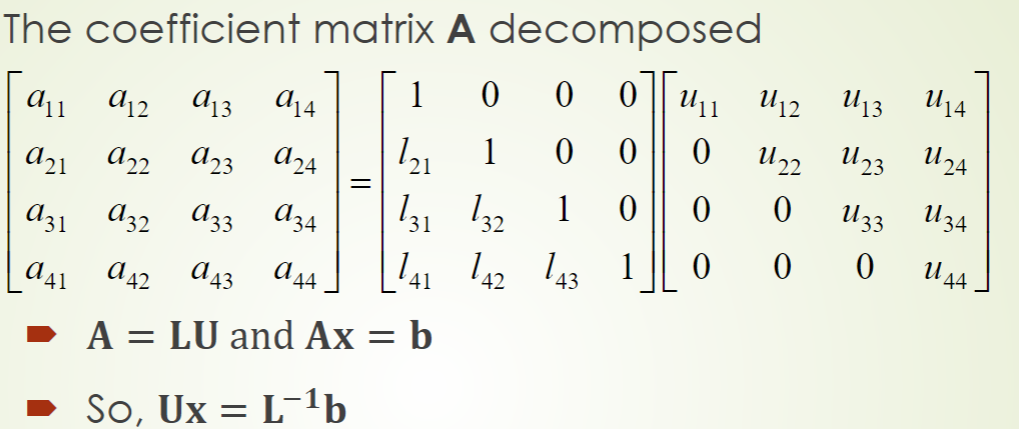 The coefficient matrix A decomposed
a₁₁ a₁₂ a₁₃ a₁₄ 1 0 0 0 u₁₁ u₁₂ u₁₃ u₁₄
a₂₁ a₂₂ a₂₃ a₂₄ l₂₁ 1 0 0 0 u₂₂ u₂₃ u₂₄
=
a₃₁ a₃₂ a₃₃ a₃₄ l₃₁ l₃₂ 1 0 0 0 u₃₃ u₃₄
a₄₁ a₄₂ a₄₃ a₄₄ l₄₁ l₄₂ l₄₃ 1 0 0 0 u₄₄
A = LU and Ax = b
So, Ux = L⁻¹b